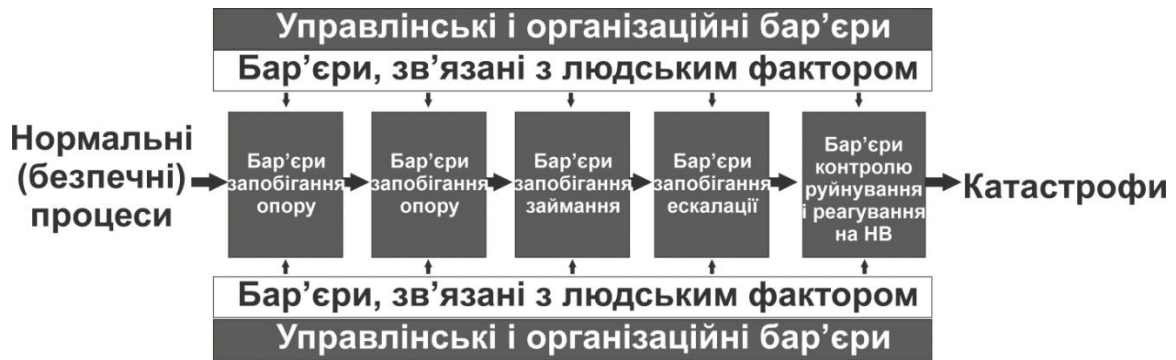 Управлінські і організаційні бар’єри
Бар’єри, зв’язані з людським фактором
Нормальні
(безпечні)
процеси
Бар’єри
запобігання
опору
Бар’єри
запобігання
опору
Бар’єри
запобігання
займання
Бар’єри
запобігання
ескалації
Бар’єри
контролю
руйнування
і реагування
на НВ
Катастрофи
Бар’єри, зв’язані з людським фактором
Управлінські і організаційні бар’єри